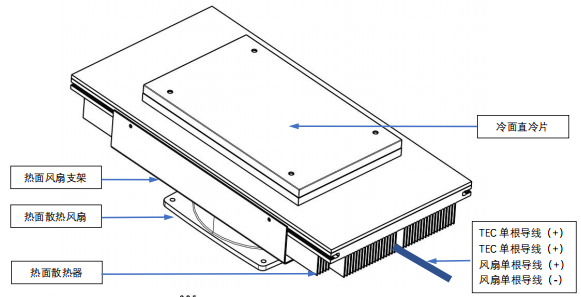 冷面直冷片
热面风扇支架
热面散热风扇
热面散热器
TEC 单根导线（+）
TEC 单根导线（+）
风扇单根导线（+）
风扇单根导线（-）